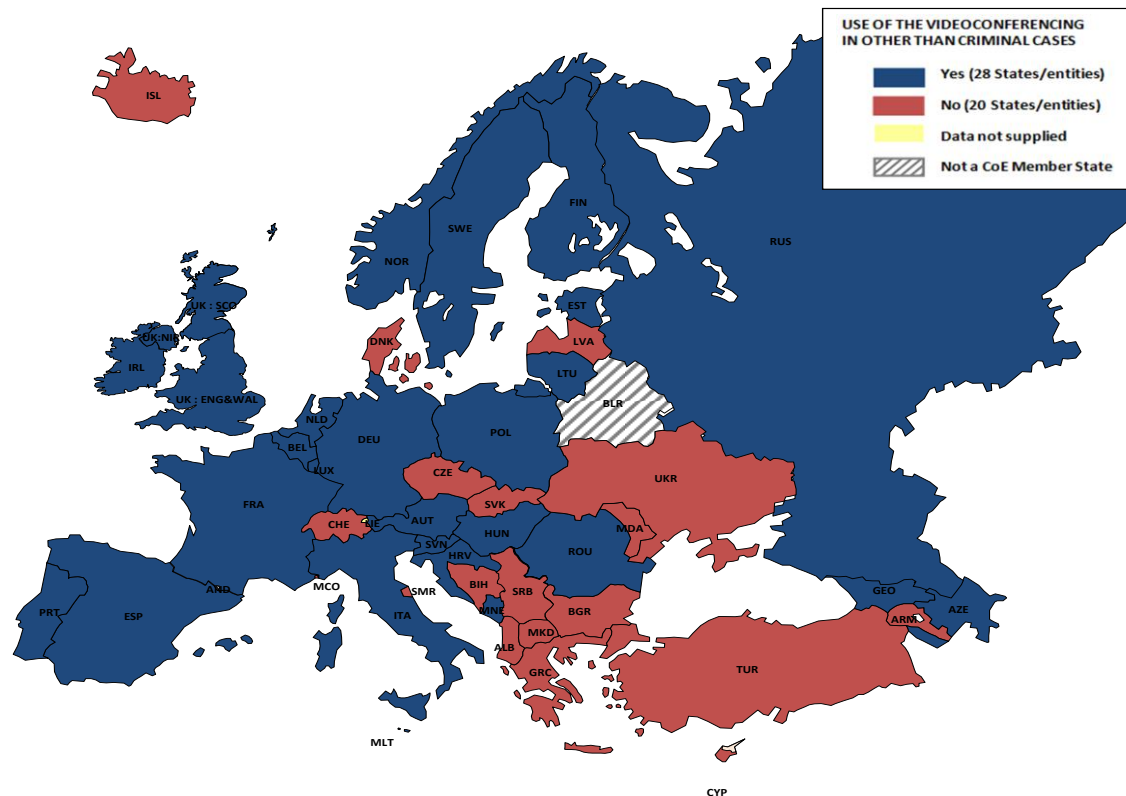 USE OF THE VIDEOCONFERENCING
IN OTHER THAN CRIMINAL CASES
Yes (28 States/entities)
No (20 States/entities)
Data not supplied
Not a CoE Member State
ISL
FIN
SWE
RUS
NOR
UK : SCO
EST
UK:NIR
DNK
LVA
IRL
LTU
UK : ENG&WAL
BLR
NLD
DEU
POL
BEL
LUX
CZE
UKR
FRA
SVK
CHE
LIE
AUT
MDA
HUN
ROU
SVN
HRV
MCO
AND
SMR
BIH
SRB
GEO
PRT
ESP
ITA
MNE
BGR
AZE
ARM
MKD
ALB
GRC
TUR
MLT
CYP